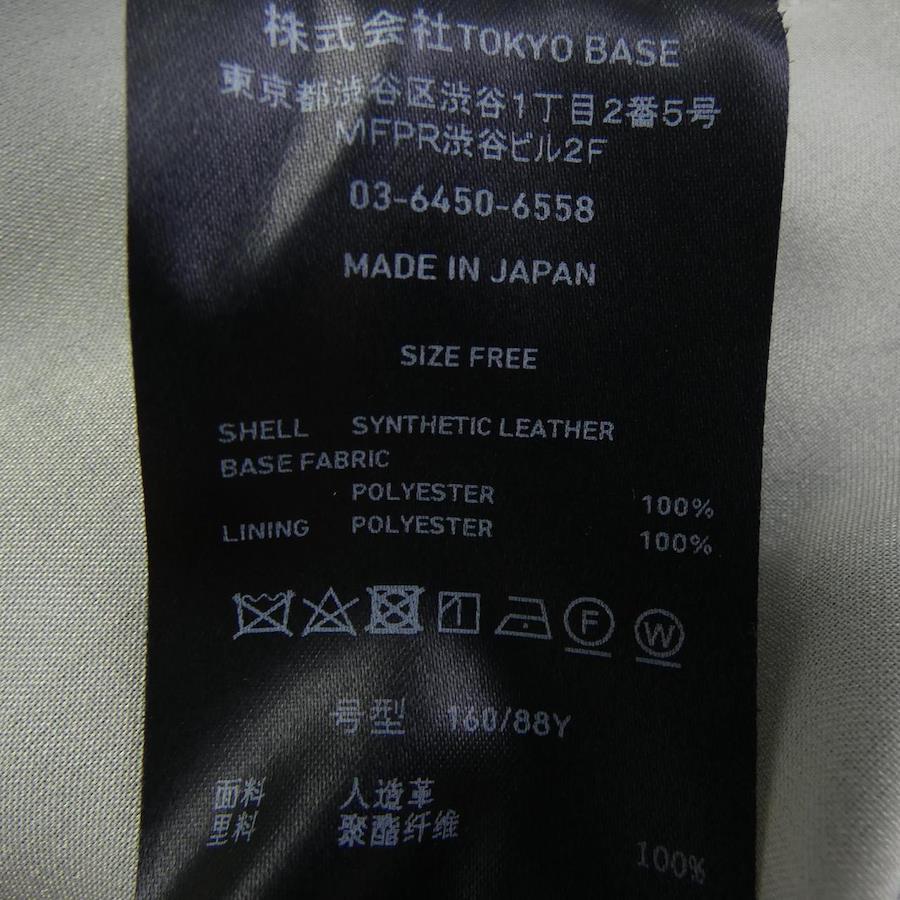 株式会社TOKYO BASE
東京都渋谷区渋谷1丁目2番5号
MFPR渋谷ビル2F
03-6450-6558
MADE IN JAPAN
SIZE FREE
SHELL SYNTHETIC LEATHER
BASE FABRIC
POLYESTER 100%
LINING POLYESTER 100%
F W
号型 160/88Y
面料 人造革
里料 聚酯纤维 100%